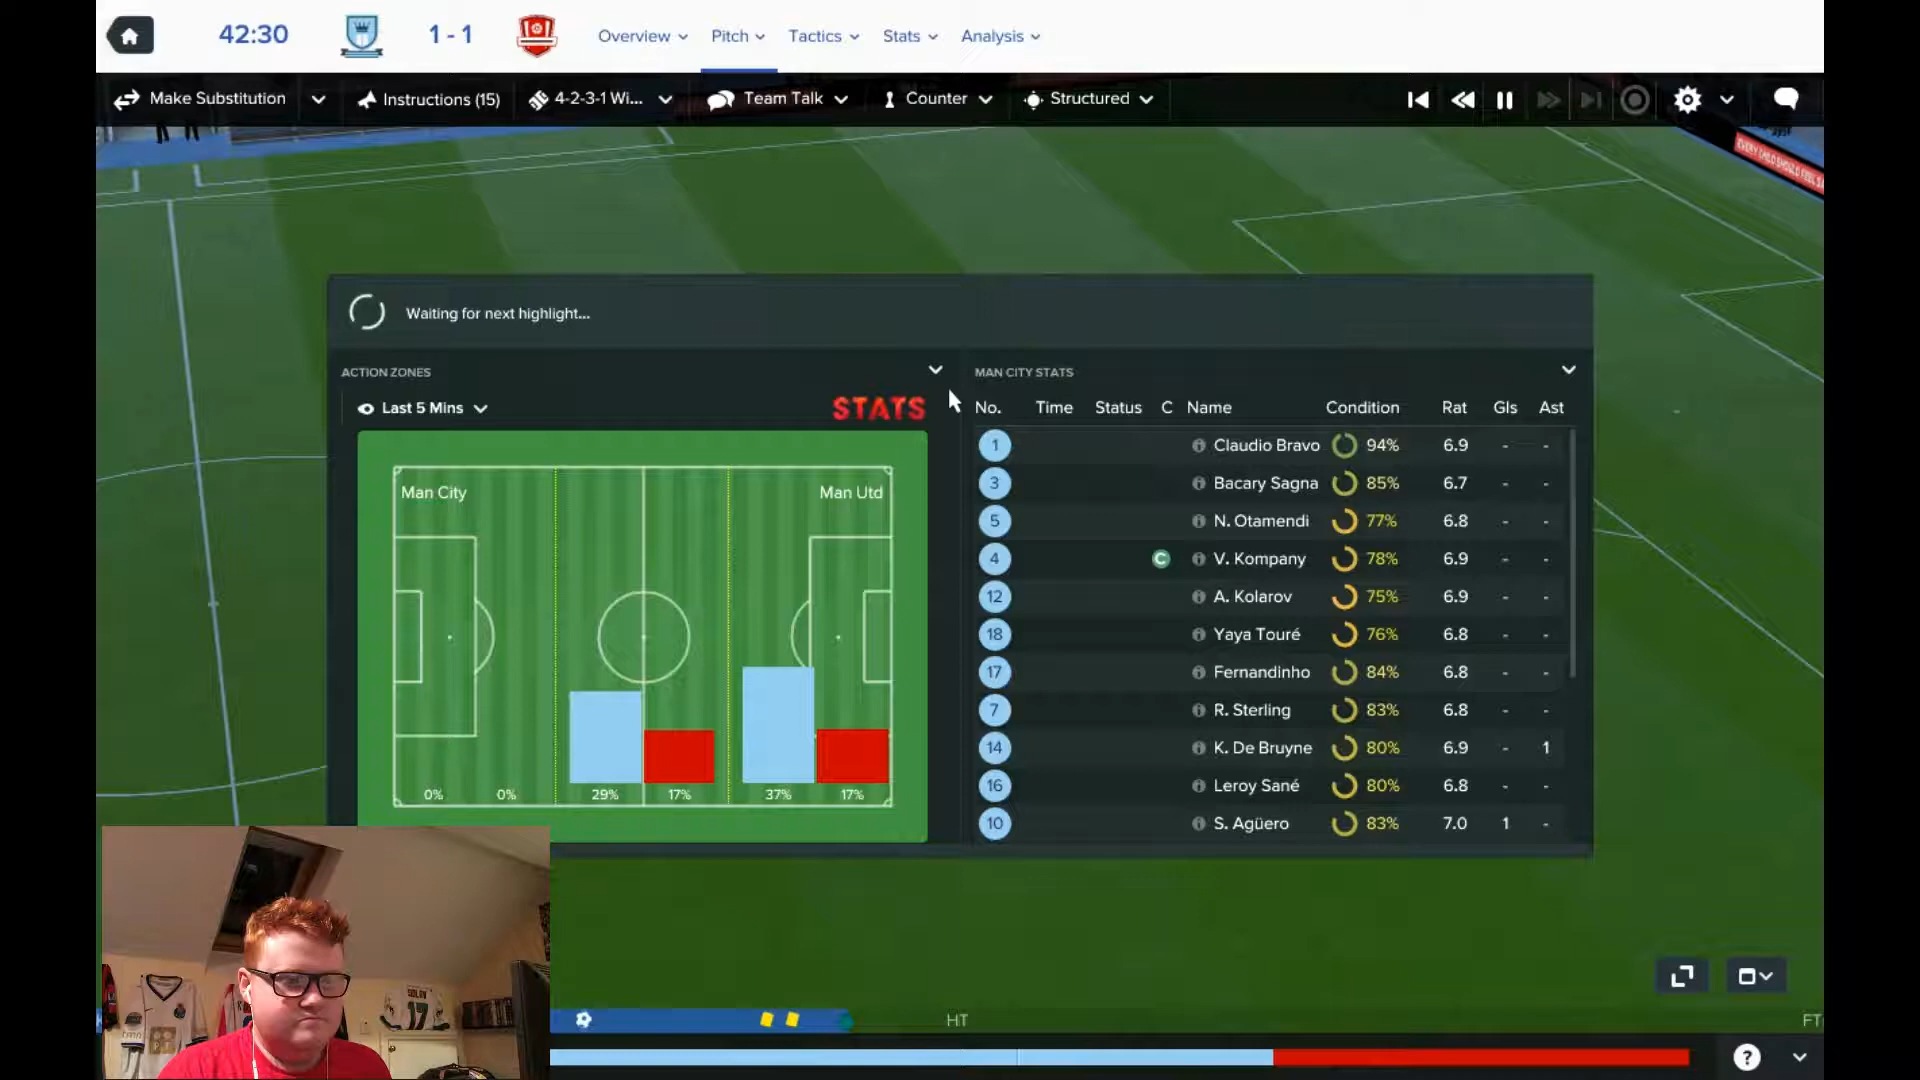 42:30
1 - 1
Overview
Pitch
Tactics
Stats
Analysis
Make Substitution
Instructions (15)
4-2-3-1 Wi...
Team Talk
Counter
Structured
Waiting for next highlight...
ACTION ZONES
Last 5 Mins
STATS
Man City
Man Utd
0% 0% 29% 17% 37% 17%
MAN CITY STATS
No. Time Status C Name Condition Rat Gls Ast
1 Claudio Bravo 94% 6.9 - -
3 Bacary Sagna 85% 6.7 - -
5 N. Otamendi 77% 6.8 - -
4 C V. Kompany 78% 6.9 - -
12 A. Kolarov 75% 6.9 - -
18 Yaya Touré 76% 6.8 - -
17 Fernandinho 84% 6.8 - -
7 R. Sterling 83% 6.8 - -
14 K. De Bruyne 80% 6.9 - 1
16 Leroy Sané 80% 6.8 - -
10 S. Agüero 83% 7.0 1 -
17
HT
FT
?